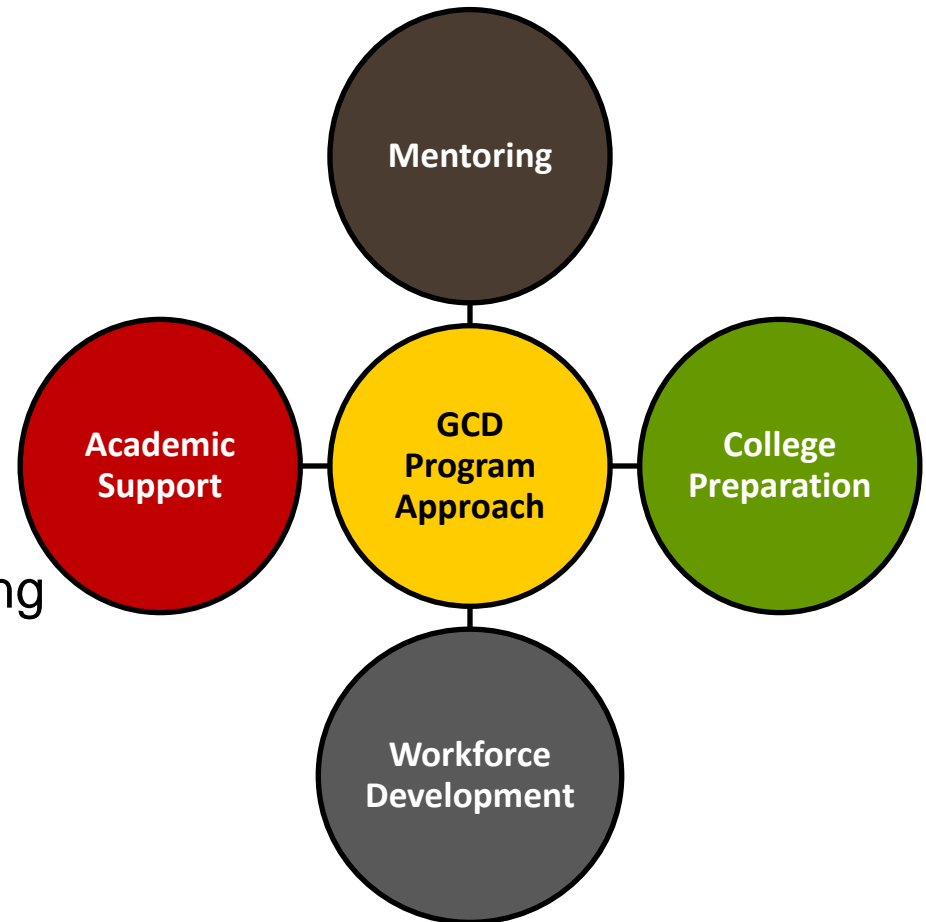 Mentoring
Academic
Support
GCD
Program
Approach
College
Preparation
ng
Workforce
Development